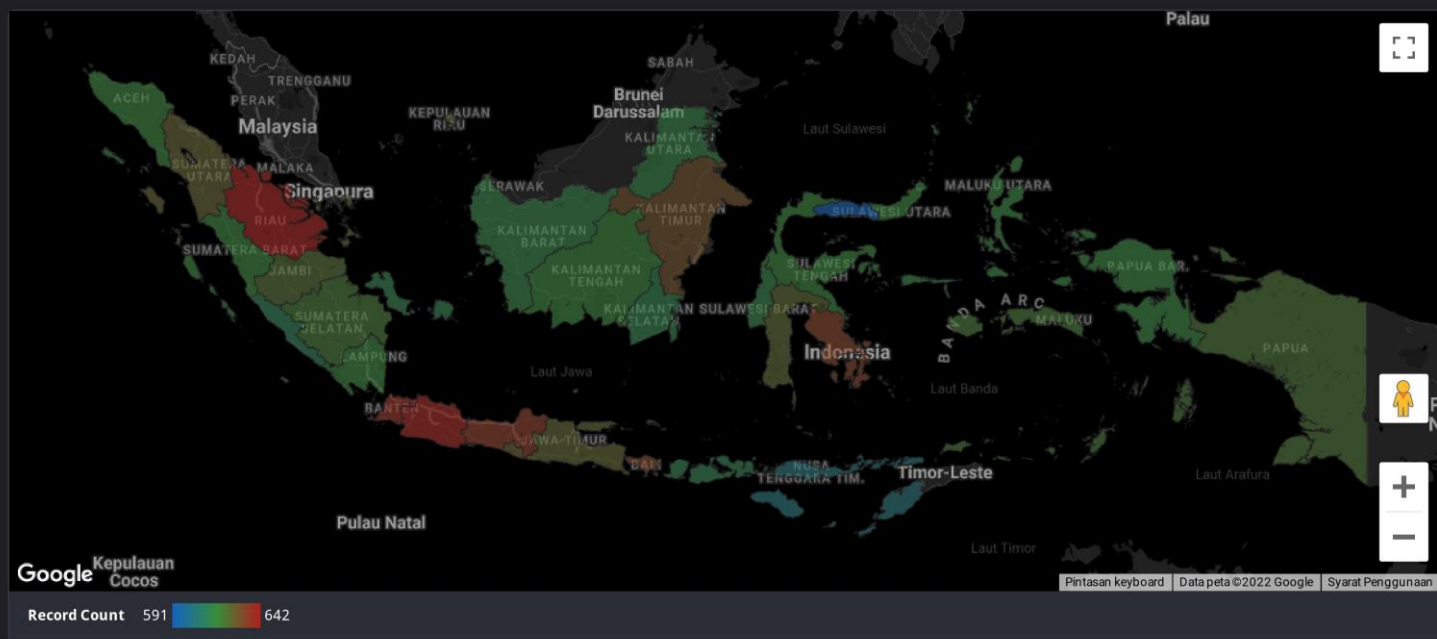 Palau
KEDAH
SABAH
TRENGGANU
ACEH
PERAK
Brunei
Darussalam
KEPULAUAN
RIAU
Malaysia
Laut Sulawesi
KALIMANTAN
UTARA
SUMATERA
UTARA
MALAKA
Singapura
SERAWAK
MALUKU UTARA
KALIMANTAN
TIMUR
SULAWESI UTARA
RIAU
KALIMANTAN
BARAT
SUMATERA BARAT
JAMBI
KALIMANTAN
TENGAH
SULAWESI
TENGAH
PAPUA BAR.
BANDA ARC
KALIMANTAN
SELATAN
SULAWESI BARAT
MALUKU
SUMATERA
SELATAN
LAMPUNG
Indonesia
PAPUA
Laut Jawa
Laut Banda
BANTEN
JAWA TIMUR
BALI
NUSA
TENGGARA TIM.
Timor-Leste
Laut Arafura
Pulau Natal
Laut Timor
Google
Kepulauan
Cocos
Pintasan keyboard
Data peta ©2022 Google
Syarat Penggunaan
Record Count 591 642